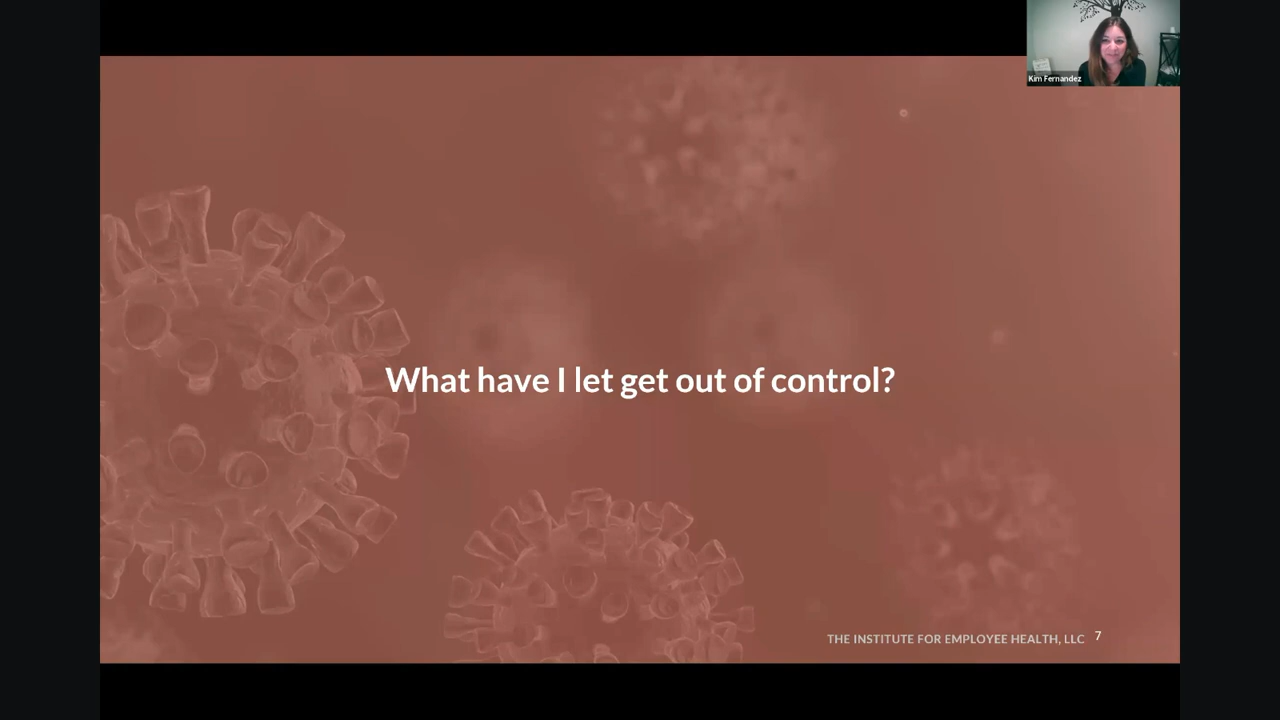 Kim Fernandez
What have I let get out of control?
THE INSTITUTE FOR EMPLOYEE HEALTH, LLC 7